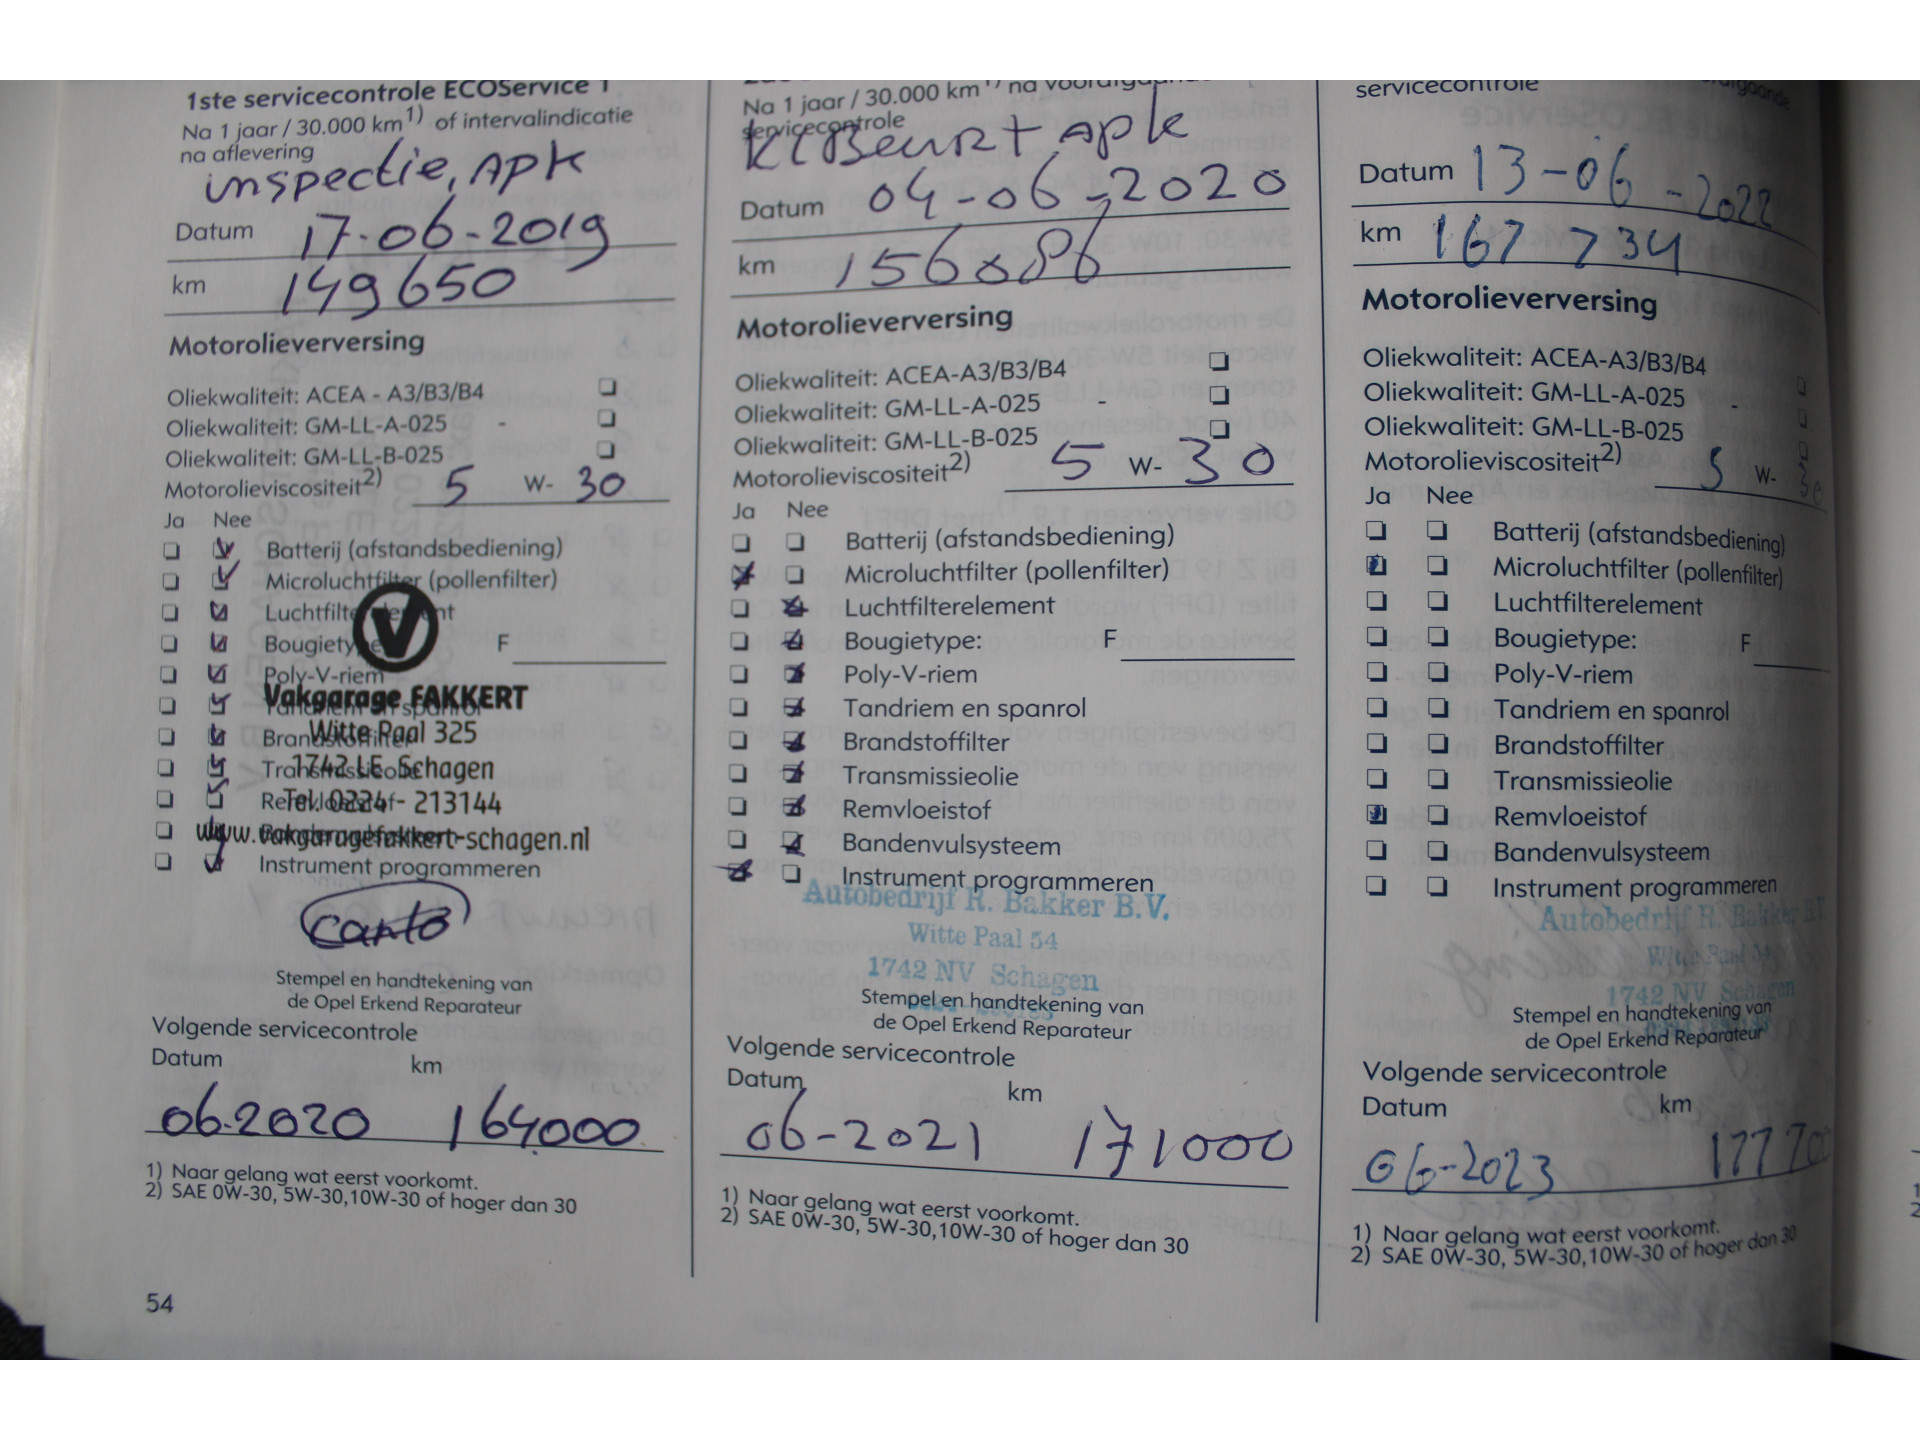 1ste servicecontrole ECOService 1
Na 1 jaar / 30.000 km1) of intervalindicatie
na aflevering
inspectie, APK
Datum 17-06-2019
km 149650
Motorolieverversing
Oliekwaliteit: ACEA - A3/B3/B4
Oliekwaliteit: GM-LL-A-025 -
Oliekwaliteit: GM-LL-B-025
Motorolieviscositeit2) 5 W- 30
Ja Nee
Batterij (afstandsbediening)
Microluchtfilter (pollenfilter)
Luchtfilterelement
Bougietype F
Poly-V-riem
Vakgarage FAKKERT
Tandriem en spanrol
Witte Paal 325
Brandstoffilter
1742 LE Schagen
Transmissieolie
Tel. 0224 - 213144
Remvloeistof
www.vakgaragefakkert-schagen.nl
Instrument programmeren
Stempel en handtekening van
de Opel Erkend Reparateur
Volgende servicecontrole
Datum km
06-2020 164000
1) Naar gelang wat eerst voorkomt.
2) SAE 0W-30, 5W-30,10W-30 of hoger dan 30
54
Na 1 jaar / 30.000 km1) na voorafgaande
servicecontrole
KL Beurt + apk
Datum 04-06-2020
km 156086
Motorolieverversing
Oliekwaliteit: ACEA-A3/B3/B4
Oliekwaliteit: GM-LL-A-025 -
Oliekwaliteit: GM-LL-B-025
Motorolieviscositeit2) 5 W- 30
Ja Nee
Batterij (afstandsbediening)
Microluchtfilter (pollenfilter)
Luchtfilterelement
Bougietype: F
Poly-V-riem
Tandriem en spanrol
Brandstoffilter
Transmissieolie
Remvloeistof
Bandenvulsysteem
Instrument programmeren
Autobedrijf R. Bakker B.V.
Witte Paal 54
1742 NV Schagen
Stempel en handtekening van
de Opel Erkend Reparateur
Volgende servicecontrole
Datum km
06-2021 171000
1) Naar gelang wat eerst voorkomt.
2) SAE 0W-30, 5W-30,10W-30 of hoger dan 30
servicecontrole
Datum 13-06-2022
km 167734
Motorolieverversing
Oliekwaliteit: ACEA-A3/B3/B4
Oliekwaliteit: GM-LL-A-025 -
Oliekwaliteit: GM-LL-B-025
Motorolieviscositeit2) 5 W- 30
Ja Nee
Batterij (afstandsbediening)
Microluchtfilter (pollenfilter)
Luchtfilterelement
Bougietype: F
Poly-V-riem
Tandriem en spanrol
Brandstoffilter
Transmissieolie
Remvloeistof
Bandenvulsysteem
Instrument programmeren
Autobedrijf R. Bakker B.V.
Witte Paal
1742 NV Schagen
Stempel en handtekening van
de Opel Erkend Reparateur
Volgende servicecontrole
Datum km
06-2023
1) Naar gelang wat eerst voorkomt.
2) SAE 0W-30, 5W-30,10W-30 of hoger dan 30